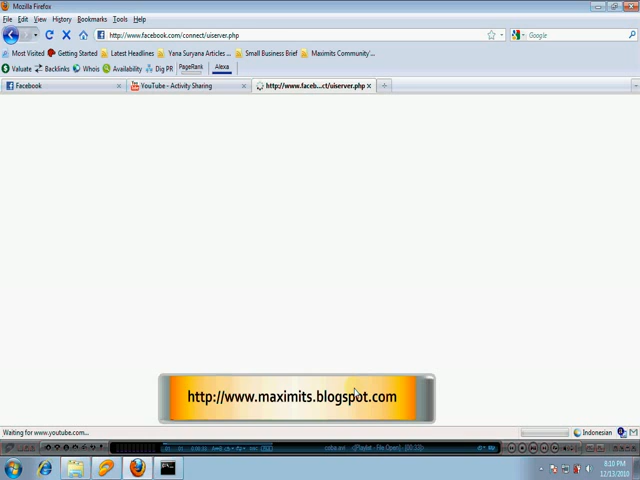 Mozilla Firefox
File Edit View History Bookmarks Tools Help
http://www.facebook.com/connect/uiserver.php
Google
Most Visited Getting Started Latest Headlines Yana Suryana Articles ... Small Business Brief Maximits Community'...
Valuate Backlinks Whois Availability Dig PR PageRank Alexa
Facebook
YouTube - Activity Sharing
http://www.faceb...ct/uiserver.php
http://www.maximits.blogspot.com
Waiting for www.youtube.com...
Indonesian
<Playlist - File Open>
8:10 PM
12/13/2010